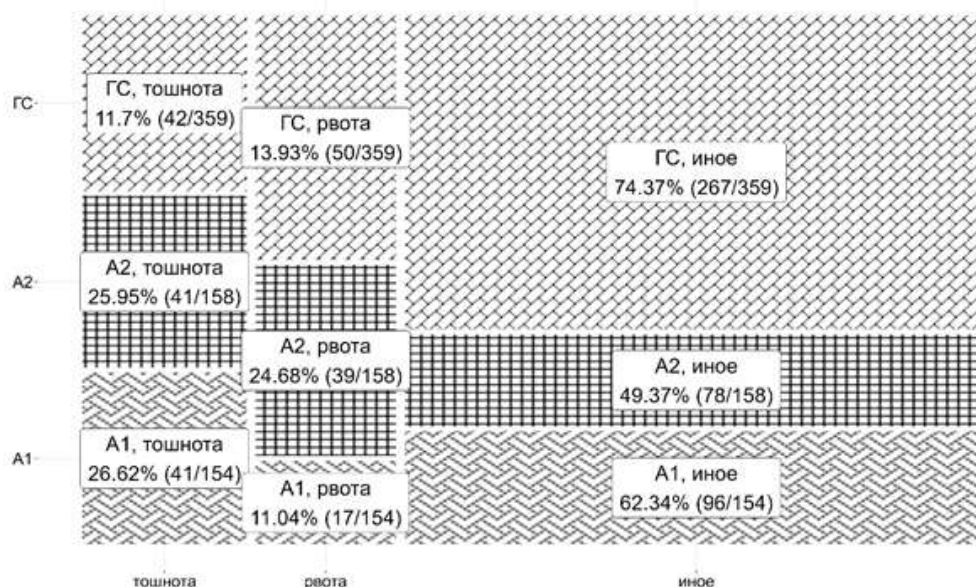 ГС
А2
А1
ГС, тошнота
11.7% (42/359)
ГС, рвота
13.93% (50/359)
ГС, иное
74.37% (267/359)
А2, тошнота
25.95% (41/158)
А2, рвота
24.68% (39/158)
А2, иное
49.37% (78/158)
А1, тошнота
26.62% (41/154)
А1, рвота
11.04% (17/154)
А1, иное
62.34% (96/154)
тошнота
рвота
иное